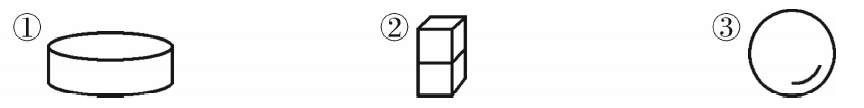 ① ② ③